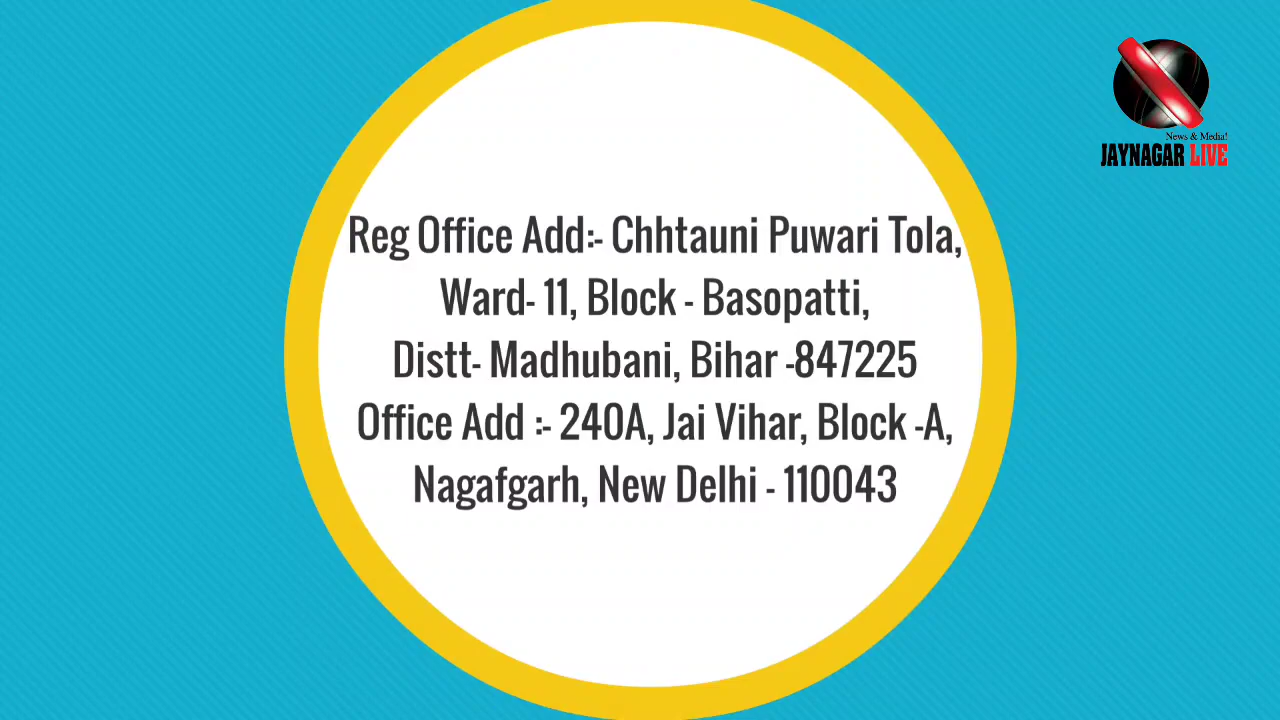 News & Media!
JAYNAGAR LIVE
Reg Office Add:- Chhtauni Puwari Tola,
Ward- 11, Block - Basopatti,
Distt- Madhubani, Bihar -847225
Office Add :- 240A, Jai Vihar, Block -A,
Nagafgarh, New Delhi - 110043